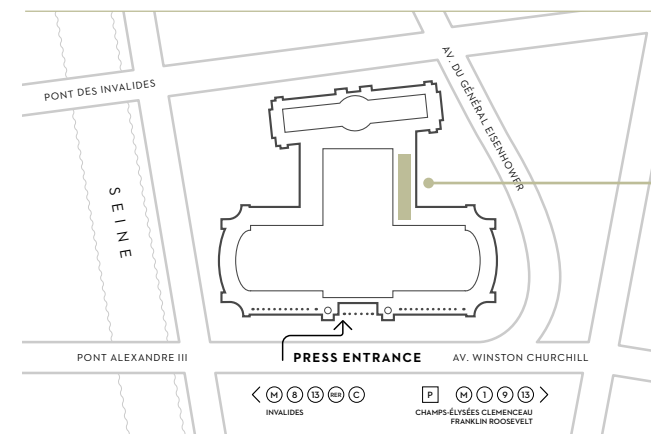 AV. DU GÉNÉRAL EISENHOWER
PONT DES INVALIDES
SEINE
PONT ALEXANDRE III
PRESS ENTRANCE
AV. WINSTON CHURCHILL
M 8 13 RER C
INVALIDES
P M 1 9 13
CHAMPS-ÉLYSÉES CLEMENCEAU
FRANKLIN ROOSEVELT